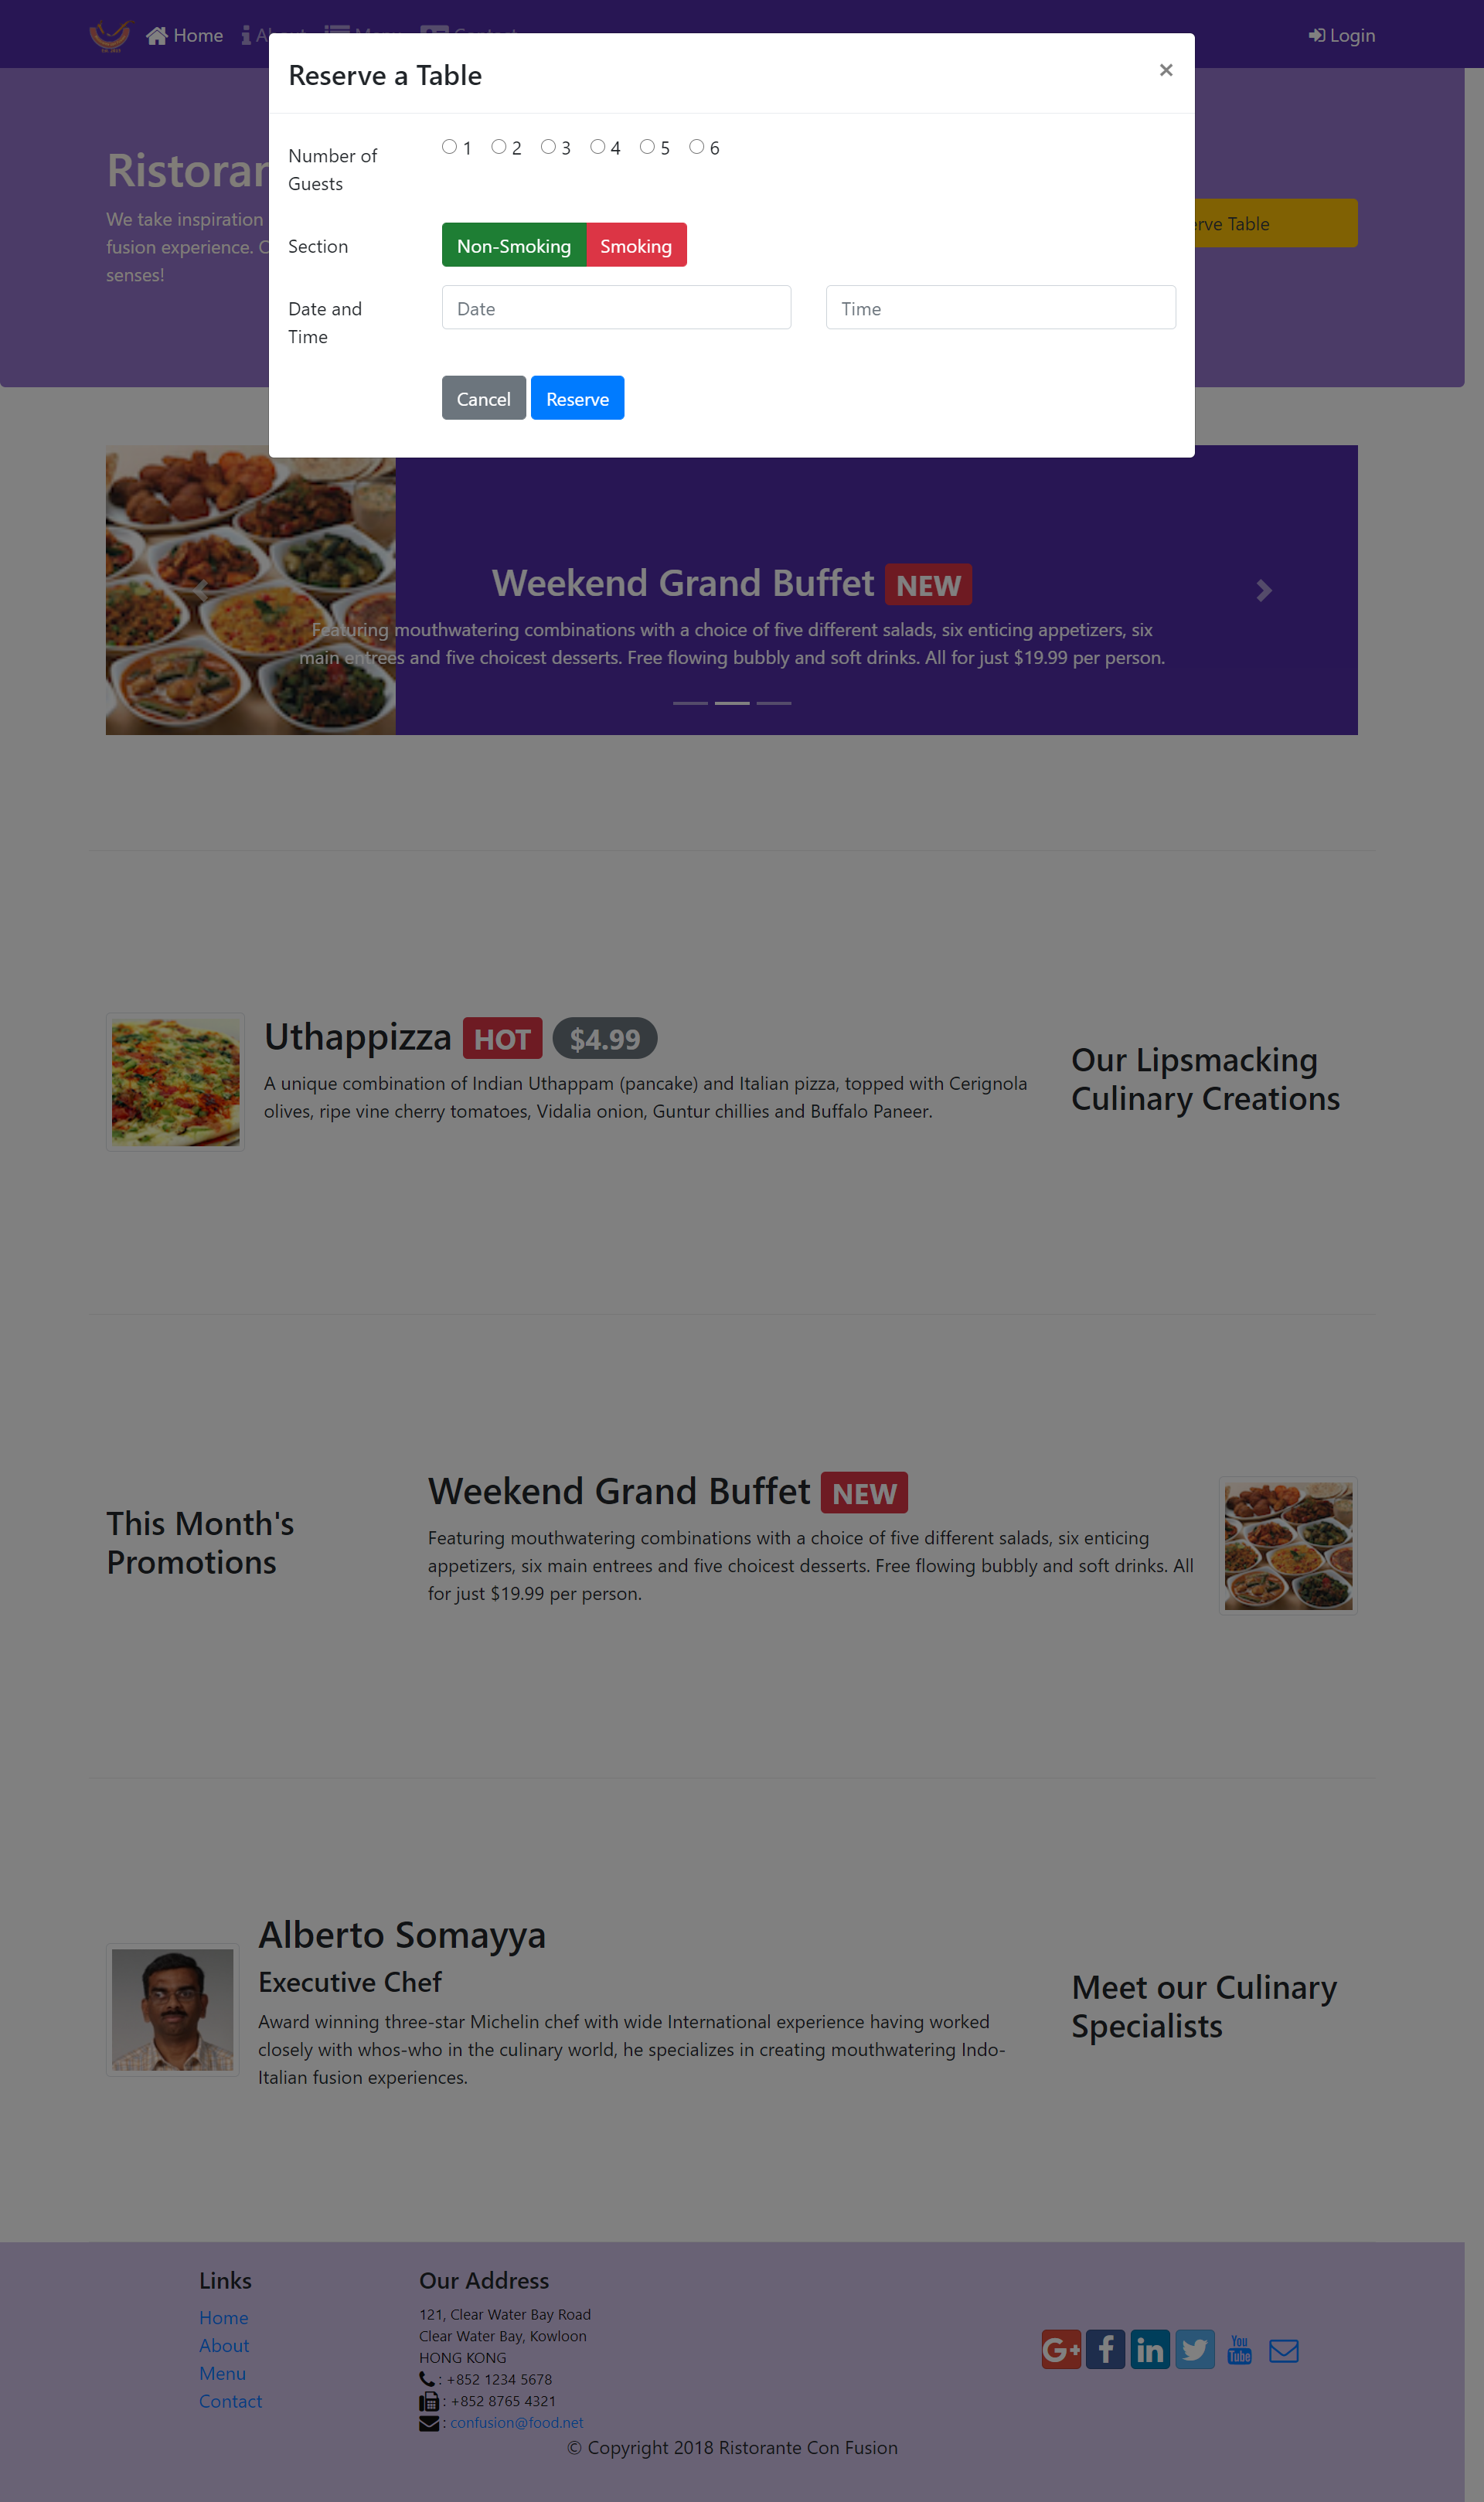 Home
Login
Reserve a Table
×
Number of
Guests
1 2 3 4 5 6
Section
Non-Smoking Smoking
Date and
Time
Date
Time
Cancel Reserve
Ristoran
We take inspiration
fusion experience. C
senses!
erve Table
Weekend Grand Buffet NEW
Featuring mouthwatering combinations with a choice of five different salads, six enticing appetizers, six
main entrees and five choicest desserts. Free flowing bubbly and soft drinks. All for just $19.99 per person.
Uthappizza HOT $4.99
A unique combination of Indian Uthappam (pancake) and Italian pizza, topped with Cerignola
olives, ripe vine cherry tomatoes, Vidalia onion, Guntur chillies and Buffalo Paneer.
Our Lipsmacking
Culinary Creations
This Month's
Promotions
Weekend Grand Buffet NEW
Featuring mouthwatering combinations with a choice of five different salads, six enticing
appetizers, six main entrees and five choicest desserts. Free flowing bubbly and soft drinks. All
for just $19.99 per person.
Alberto Somayya
Executive Chef
Award winning three-star Michelin chef with wide International experience having worked
closely with whos-who in the culinary world, he specializes in creating mouthwatering Indo-
Italian fusion experiences.
Meet our Culinary
Specialists
Links
Home
About
Menu
Contact
Our Address
121, Clear Water Bay Road
Clear Water Bay, Kowloon
HONG KONG
: +852 1234 5678
: +852 8765 4321
: confusion@food.net
G+ f in You Tube
© Copyright 2018 Ristorante Con Fusion